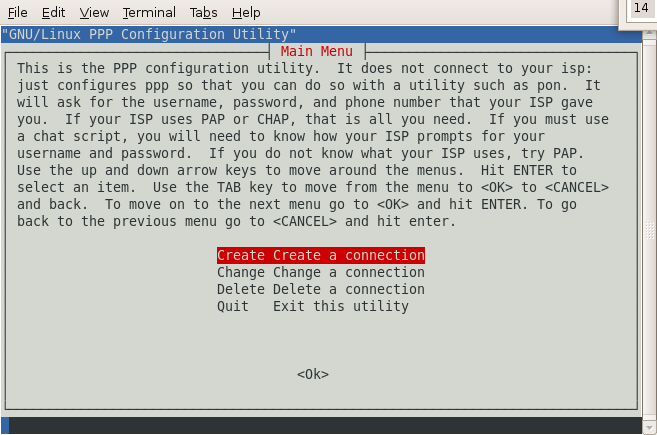 File Edit View Terminal Tabs Help
14
"GNU/Linux PPP Configuration Utility"
Main Menu
This is the PPP configuration utility.  It does not connect to your isp:
just configures ppp so that you can do so with a utility such as pon.  It
will ask for the username, password, and phone number that your ISP gave
you.  If your ISP uses PAP or CHAP, that is all you need.  If you must use
a chat script, you will need to know how your ISP prompts for your
username and password.  If you do not know what your ISP uses, try PAP.
Use the up and down arrow keys to move around the menus.  Hit ENTER to
select an item.  Use the TAB key to move from the menu to <OK> to <CANCEL>
and back.  To move on to the next menu go to <OK> and hit ENTER. To go
back to the previous menu go to <CANCEL> and hit enter.
Create Create a connection
Change Change a connection
Delete Delete a connection
Quit   Exit this utility
<Ok>